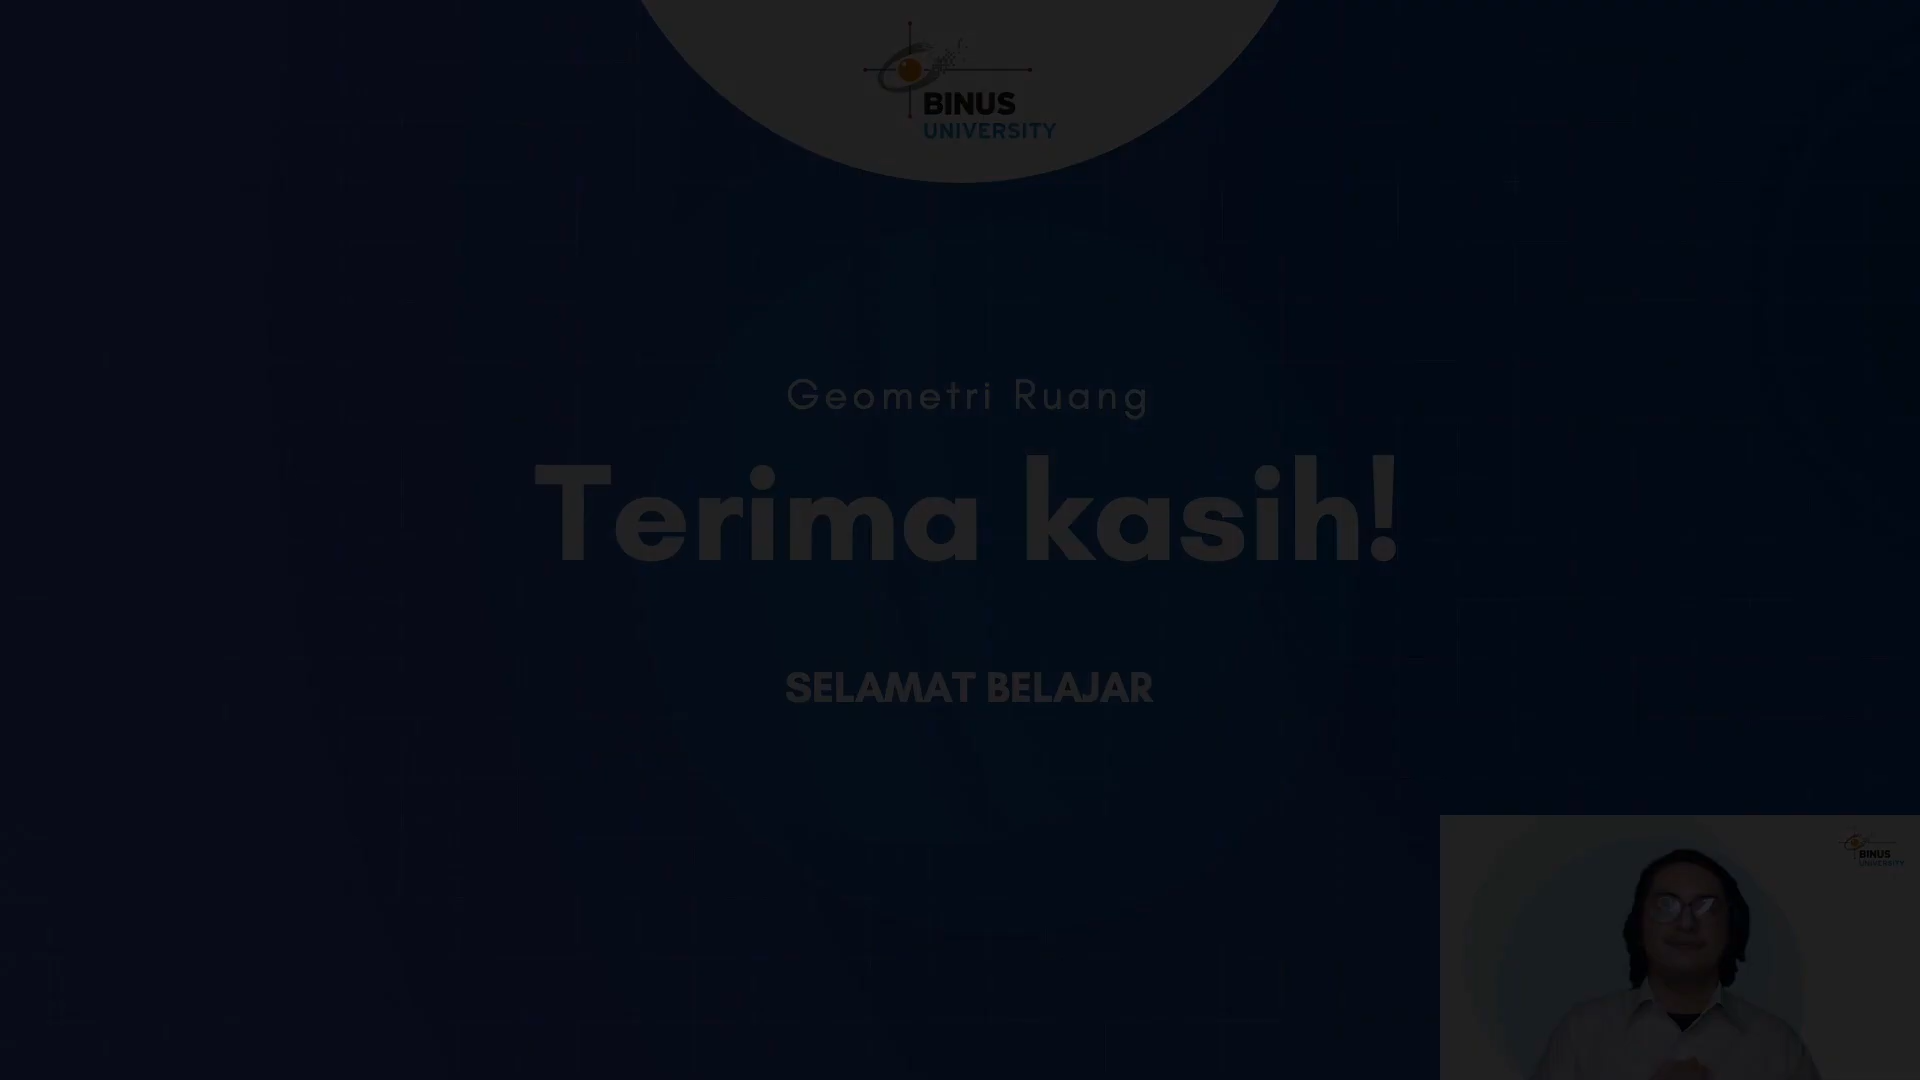 BINUS
UNIVERSITY
Geometri Ruang
Terima kasih!
SELAMAT BELAJAR
BINUS
UNIVERSITY